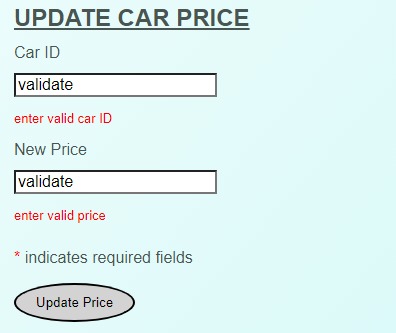 UPDATE CAR PRICE
Car ID
validate
enter valid car ID
New Price
validate
enter valid price
* indicates required fields
Update Price